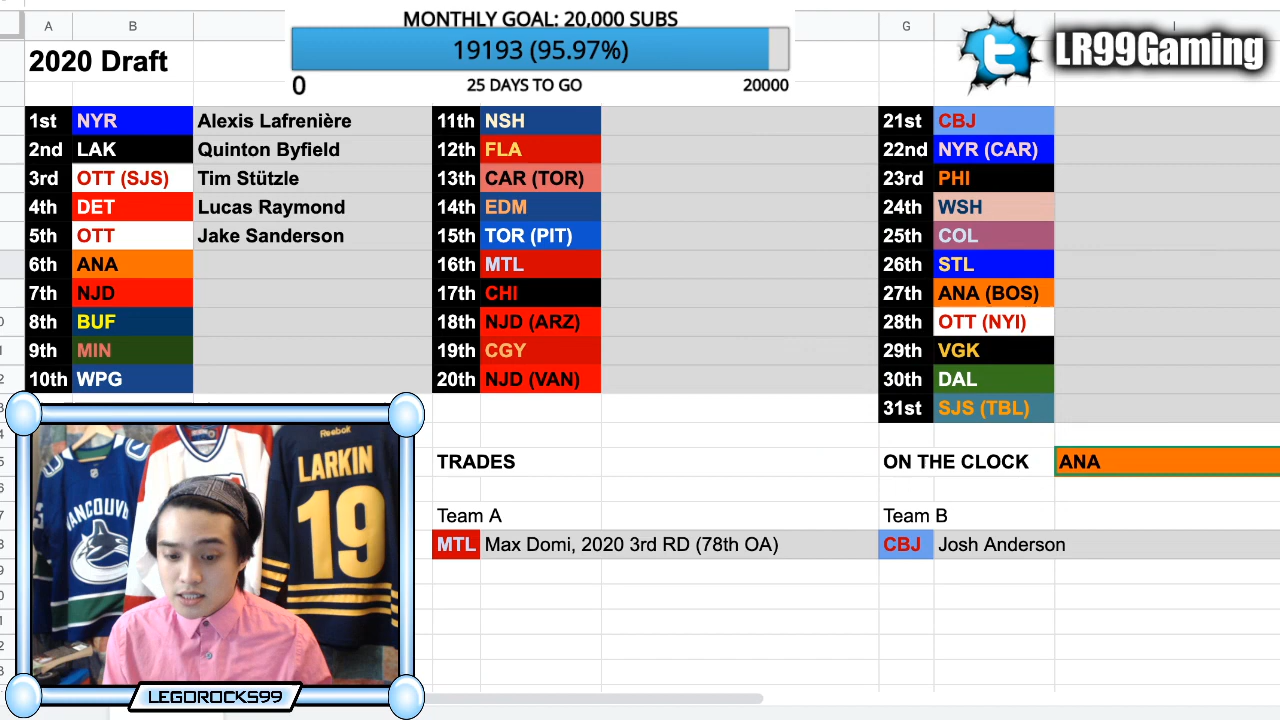 MONTHLY GOAL: 20,000 SUBS
19193 (95.97%)
0
25 DAYS TO GO
20000
LR99Gaming
A
B
G
I
2020 Draft
1st NYR Alexis Lafrenière
2nd LAK Quinton Byfield
3rd OTT (SJS) Tim Stützle
4th DET Lucas Raymond
5th OTT Jake Sanderson
6th ANA
7th NJD
8th BUF
9th MIN
10th WPG
11th NSH
12th FLA
13th CAR (TOR)
14th EDM
15th TOR (PIT)
16th MTL
17th CHI
18th NJD (ARZ)
19th CGY
20th NJD (VAN)
21st CBJ
22nd NYR (CAR)
23rd PHI
24th WSH
25th COL
26th STL
27th ANA (BOS)
28th OTT (NYI)
29th VGK
30th DAL
31st SJS (TBL)
TRADES
ON THE CLOCK ANA
Team A
Team B
MTL Max Domi, 2020 3rd RD (78th OA)
CBJ Josh Anderson
Reebok
LARKIN
19
VANCOUVER
LEGOROCKS99